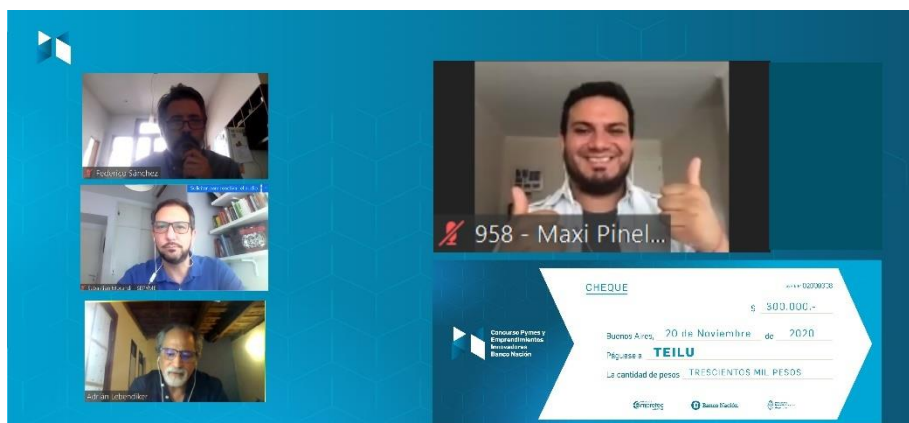 Federico Sánchez
Adrian Lebendiker
958 - Maxi Pinel...
Concurso Pymes y
Emprendimientos
Innovadores
Banco Nación
CHEQUE
$ 300.000.-
Buenos Aires, 20 de Noviembre de 2020
Páguese a TEILU
La cantidad de pesos TRESCIENTOS MIL PESOS
Banco Nación